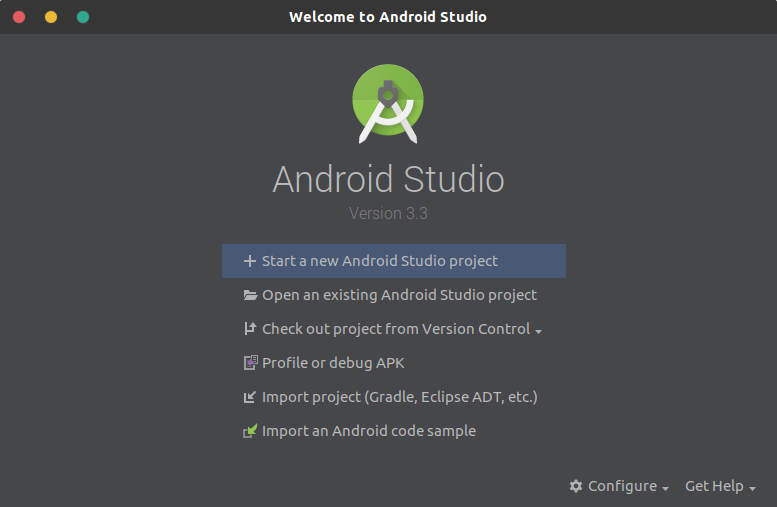 Welcome to Android Studio
Android Studio
Version 3.3
Start a new Android Studio project
Open an existing Android Studio project
Check out project from Version Control
Profile or debug APK
Import project (Gradle, Eclipse ADT, etc.)
Import an Android code sample
Configure Get Help